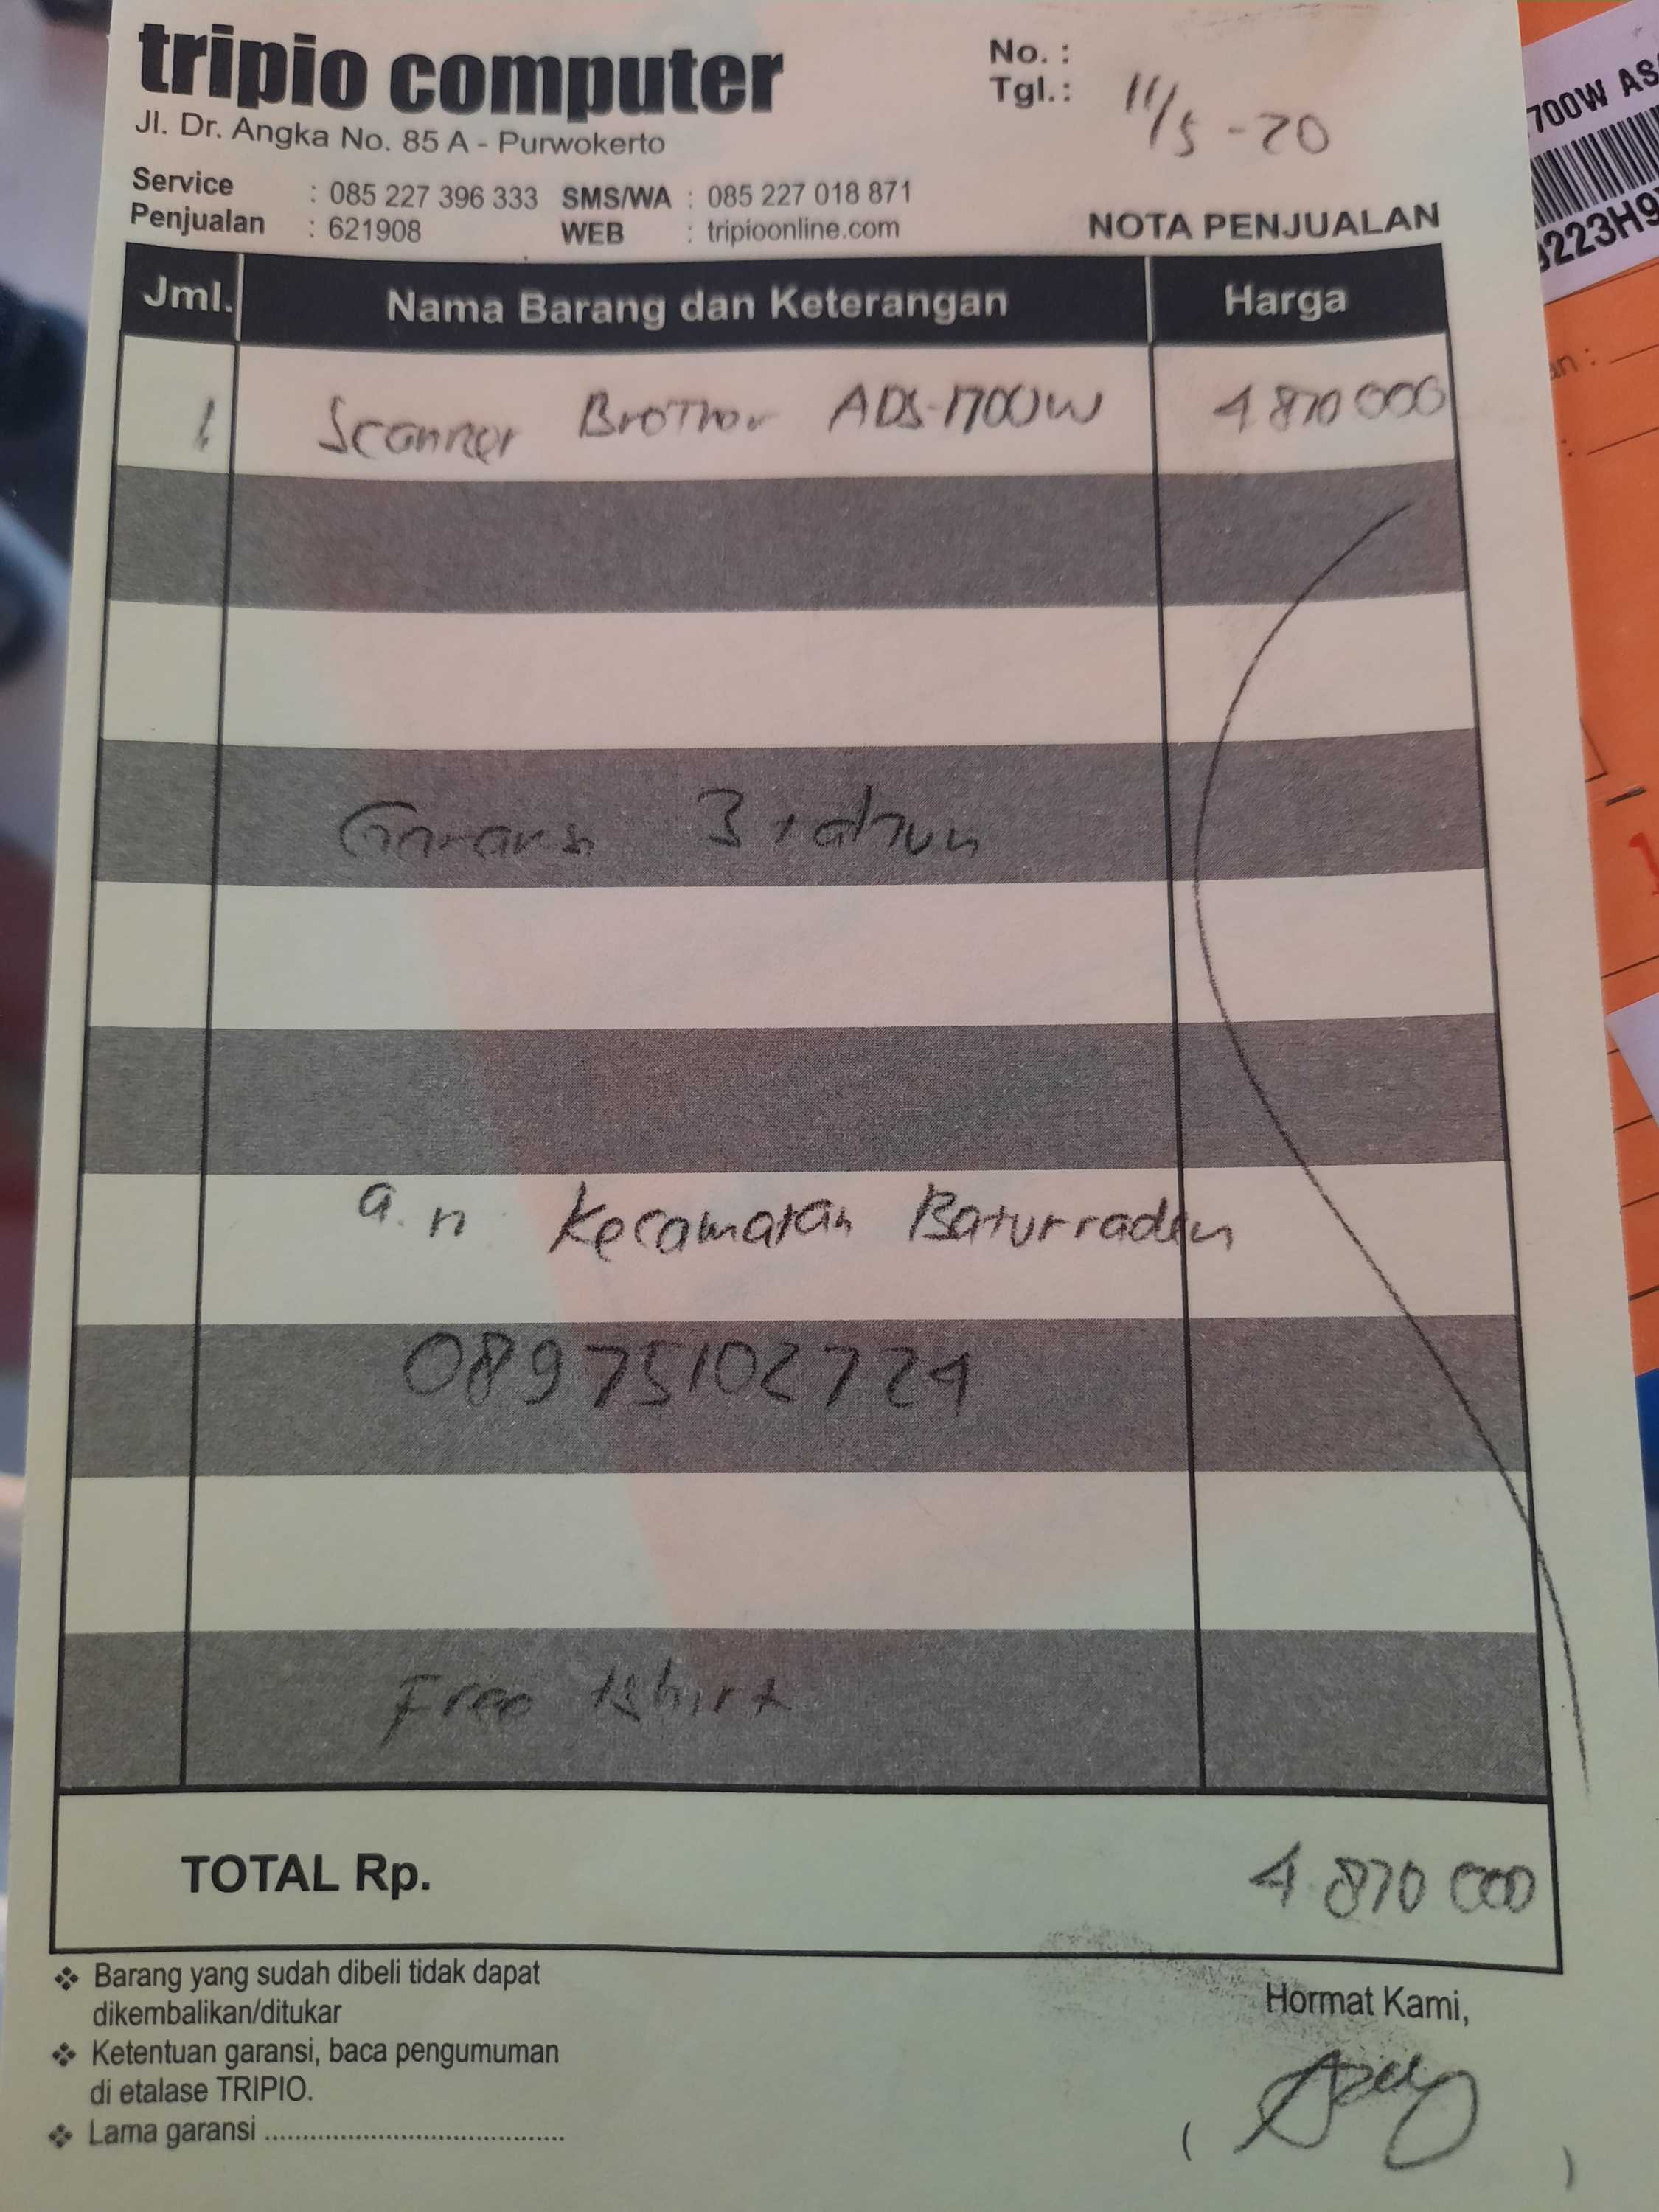 tripio computer
Jl. Dr. Angka No. 85 A - Purwokerto
No. :
Tgl. : 11/5 - 20
Service : 085 227 396 333 SMS/WA : 085 227 018 871
Penjualan : 621908 WEB : tripioonline.com
NOTA PENJUALAN
Jml. Nama Barang dan Keterangan Harga
1 Scanner Brother ADS-1700W 4 870 000
Garansi 3 tahun
a.n Kecamatan Baturraden
08975102724
Free tshirt
TOTAL Rp. 4 870 000
❖ Barang yang sudah dibeli tidak dapat
dikembalikan/ditukar
❖ Ketentuan garansi, baca pengumuman
di etalase TRIPIO.
❖ Lama garansi ........................................
Hormat Kami,
( )
700W
223H9